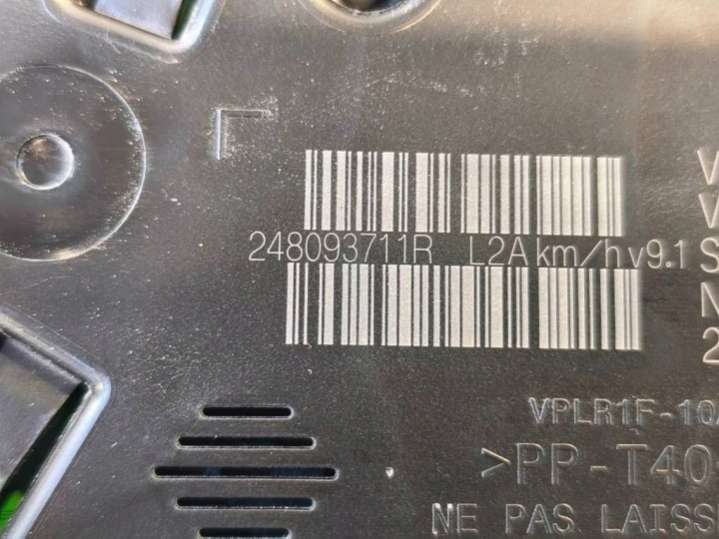 248093711R L2A km/h v9.1
VPLR1F-10
>PP-T40
NE PAS LAISS